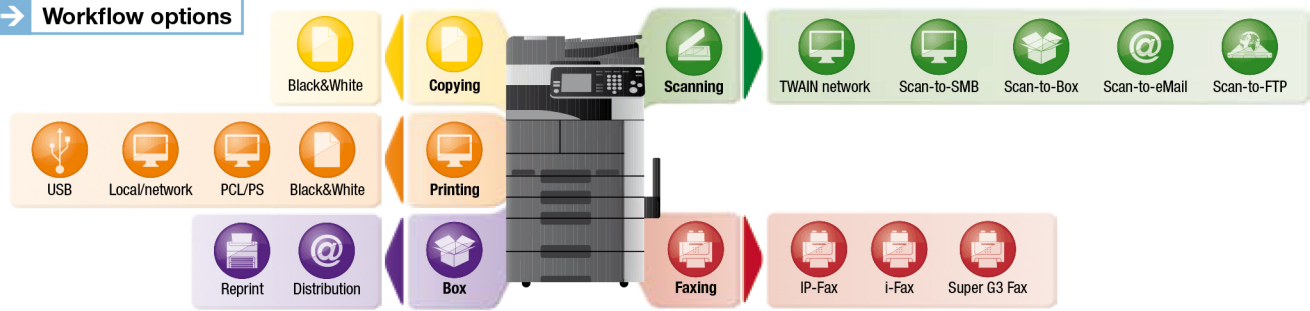 Workflow options
Black&White
Copying
Scanning
TWAIN network
Scan-to-SMB
Scan-to-Box
Scan-to-eMail
Scan-to-FTP
USB
Local/network
PCL/PS
Black&White
Printing
Reprint
Distribution
Box
Faxing
IP-Fax
i-Fax
Super G3 Fax